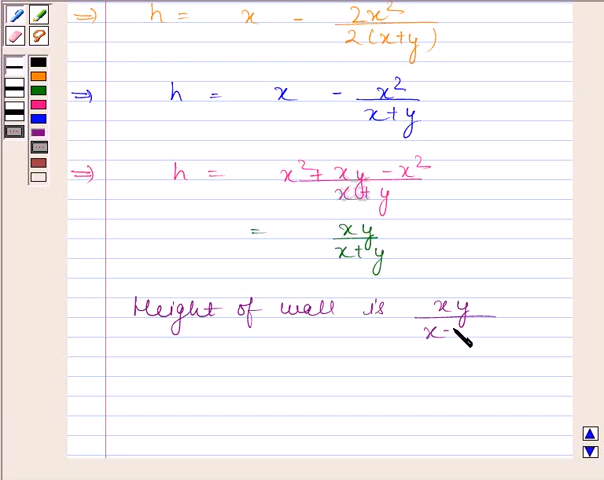 ⇒ h = x - 2x² / 2(x+y)
⇒ h = x - x² / x+y
⇒ h = x² + xy - x² / x+y
= xy / x+y
Height of wall is xy / x-